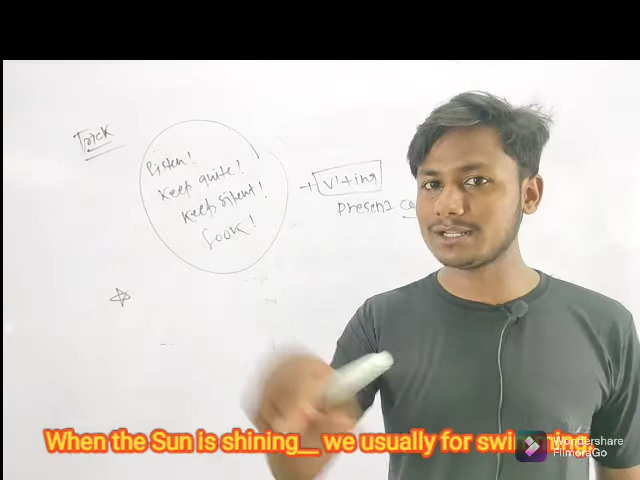 Trick
Listen!
Keep quite!
Keep silent!
Look!
+ V1+ing
Present
When the Sun is shining__ we usually for
Wondershare
FilmoraGo